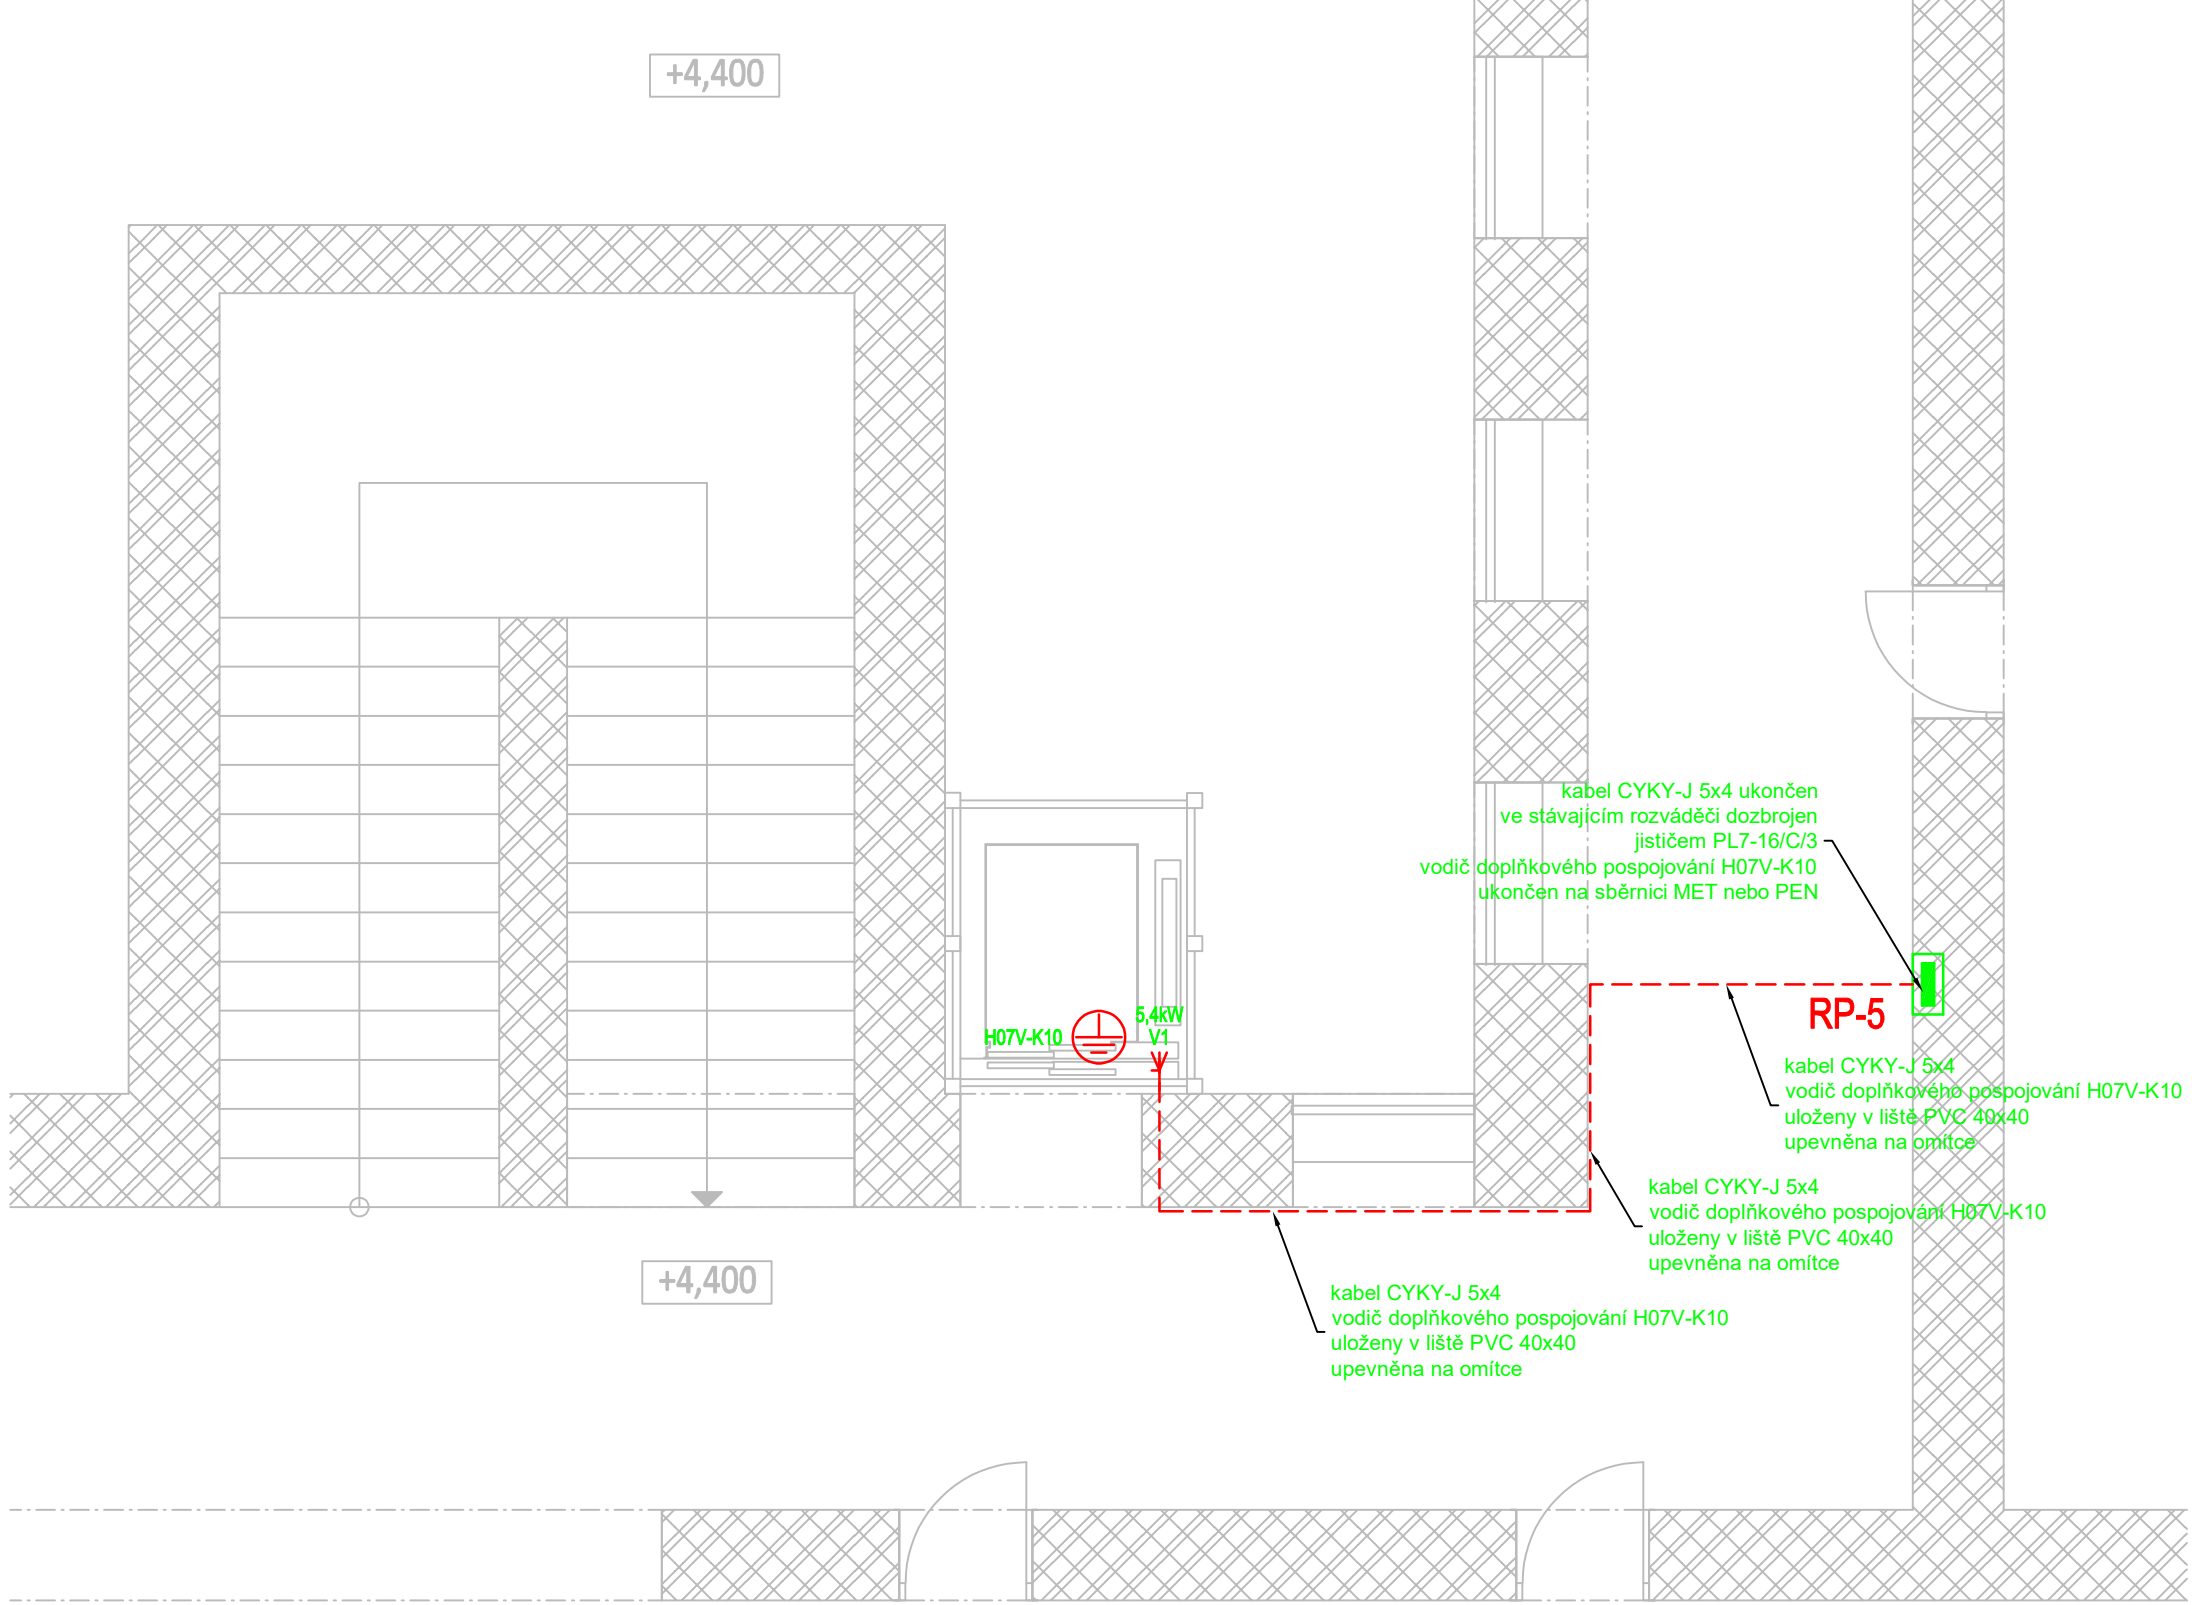 +4,400
kabel CYKY-J 5x4 ukončen
ve stávajícím rozváděči dozbrojen
jističem PL7-16/C/3
vodič doplňkového pospojování H07V-K10
ukončen na sběrnici MET nebo PEN
RP-5
5,4kW
V1
H07V-K10
kabel CYKY-J 5x4
vodič doplňkového pospojování H07V-K10
uloženy v liště PVC 40x40
upevněna na omítce
kabel CYKY-J 5x4
vodič doplňkového pospojování H07V-K10
uloženy v liště PVC 40x40
upevněna na omítce
+4,400
kabel CYKY-J 5x4
vodič doplňkového pospojování H07V-K10
uloženy v liště PVC 40x40
upevněna na omítce